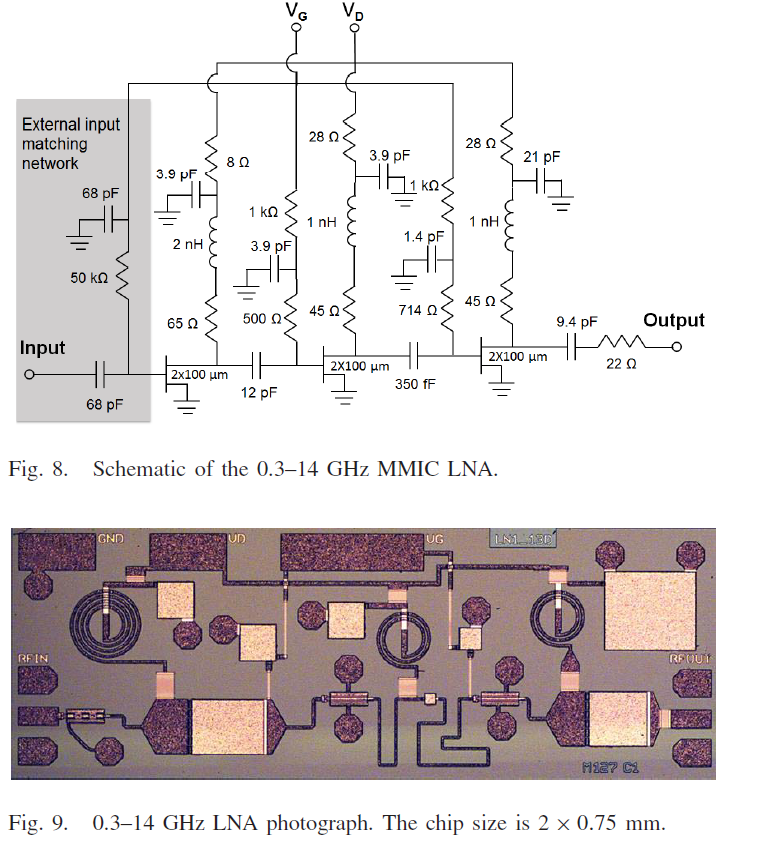 V_G V_D
External input
matching
network
28 Ω
28 Ω
8 Ω
3.9 pF
21 pF
3.9 pF
1 kΩ
68 pF
1 kΩ
1 nH
1 nH
1.4 pF
2 nH
3.9 pF
50 kΩ
45 Ω
714 Ω
45 Ω
65 Ω
500 Ω
9.4 pF
Output
Input
2x100 µm
2X100 µm
2X100 µm
22 Ω
68 pF
12 pF
350 fF
Fig. 8. Schematic of the 0.3–14 GHz MMIC LNA.
GND
UD
UG
LN1_13D
RFIN
RFOUT
M127 C1
Fig. 9. 0.3–14 GHz LNA photograph. The chip size is 2 × 0.75 mm.